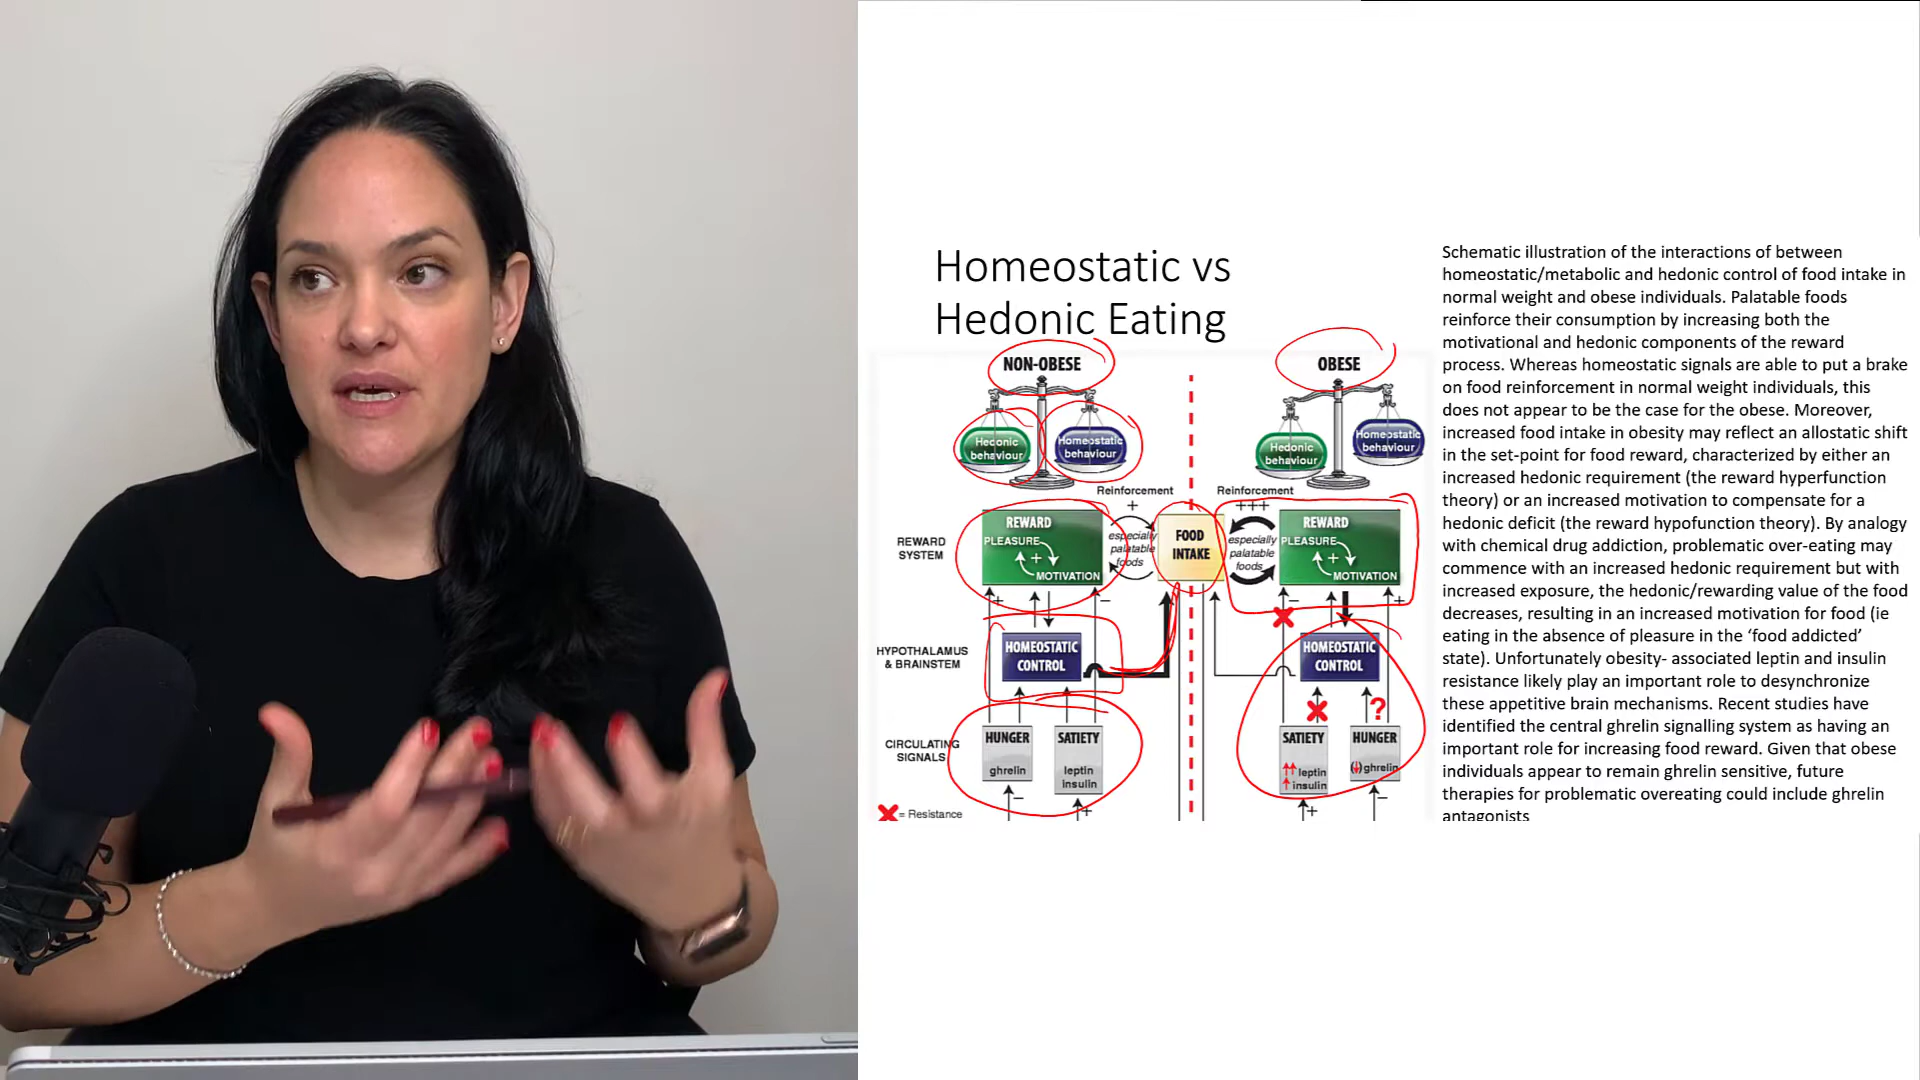 Homeostatic vs
Hedonic Eating
NON-OBESE
OBESE
Hedonic
behaviour
Homeostatic
behaviour
Hedonic
behaviour
Homeostatic
behaviour
Reinforcement
+
Reinforcement
+++
REWARD
SYSTEM
REWARD
PLEASURE
+
MOTIVATION
especially
palatable
foods
FOOD
INTAKE
especially
palatable
foods
REWARD
PLEASURE
+
MOTIVATION
+
−
−
+
HYPOTHALAMUS
& BRAINSTEM
HOMEOSTATIC
CONTROL
HOMEOSTATIC
CONTROL
?
CIRCULATING
SIGNALS
HUNGER
ghrelin
SATIETY
leptin
insulin
SATIETY
↑↑ leptin
↑ insulin
HUNGER
(↓)ghrelin
−
+
+
−
✖ = Resistance
Schematic illustration of the interactions of between
homeostatic/metabolic and hedonic control of food intake in
normal weight and obese individuals. Palatable foods
reinforce their consumption by increasing both the
motivational and hedonic components of the reward
process. Whereas homeostatic signals are able to put a brake
on food reinforcement in normal weight individuals, this
does not appear to be the case for the obese. Moreover,
increased food intake in obesity may reflect an allostatic shift
in the set-point for food reward, characterized by either an
increased hedonic requirement (the reward hyperfunction
theory) or an increased motivation to compensate for a
hedonic deficit (the reward hypofunction theory). By analogy
with chemical drug addiction, problematic over-eating may
commence with an increased hedonic requirement but with
increased exposure, the hedonic/rewarding value of the food
decreases, resulting in an increased motivation for food (ie
eating in the absence of pleasure in the ‘food addicted’
state). Unfortunately obesity- associated leptin and insulin
resistance likely play an important role to desynchronize
these appetitive brain mechanisms. Recent studies have
identified the central ghrelin signalling system as having an
important role for increasing food reward. Given that obese
individuals appear to remain ghrelin sensitive, future
therapies for problematic overeating could include ghrelin
antagonists